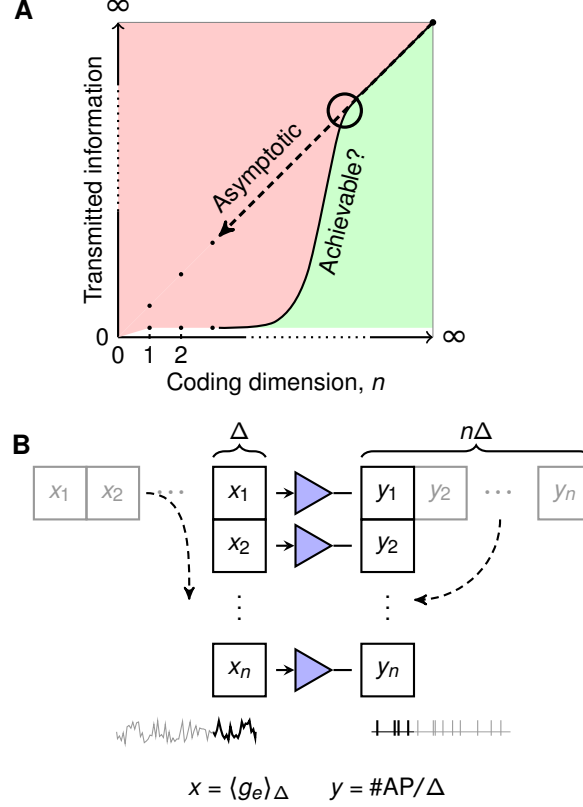 A
∞
Transmitted information
Asymptotic
Achievable?
0
0 1 2
∞
Coding dimension, n
B
Δ
nΔ
x₁ x₂ ··· x₁ y₁ y₂ ··· yₙ
x₂ y₂
⋮ ⋮
xₙ yₙ
x = ⟨gₑ⟩Δ y = #AP/Δ